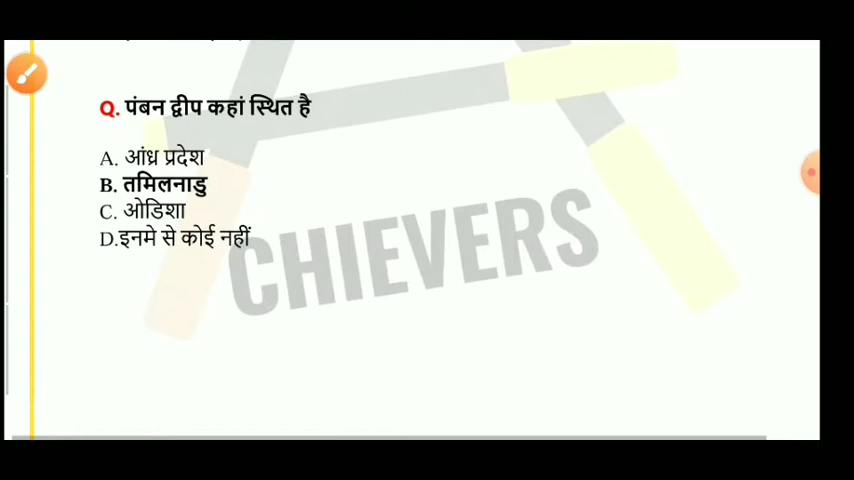 Q. पंबन द्वीप कहां स्थित है
A. आंध्र प्रदेश
B. तमिलनाडु
C. ओडिशा
D.इनमे से कोई नहीं
CHIEVERS